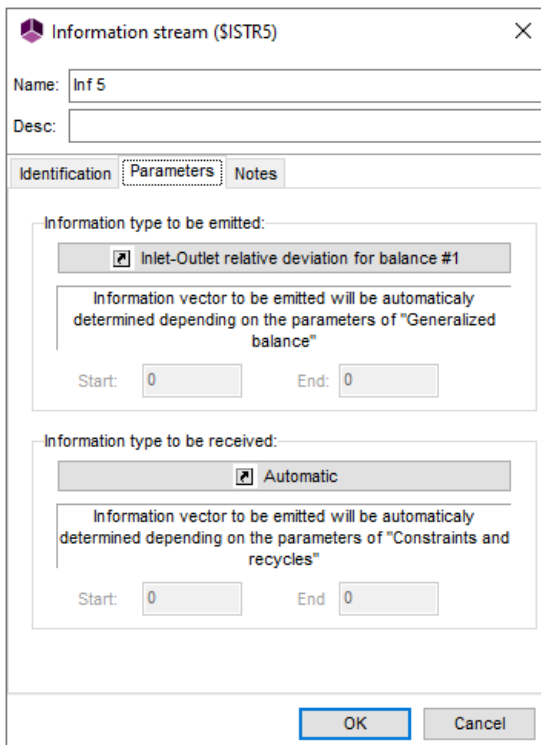 Information stream ($ISTR5)
Name: Inf 5
Desc:
Identification Parameters Notes
Information type to be emitted:
Inlet-Outlet relative deviation for balance #1
Information vector to be emitted will be automaticaly
determined depending on the parameters of "Generalized
balance"
Start: 0 End: 0
Information type to be received:
Automatic
Information vector to be emitted will be automaticaly
determined depending on the parameters of "Constraints and
recycles"
Start: 0 End 0
OK Cancel